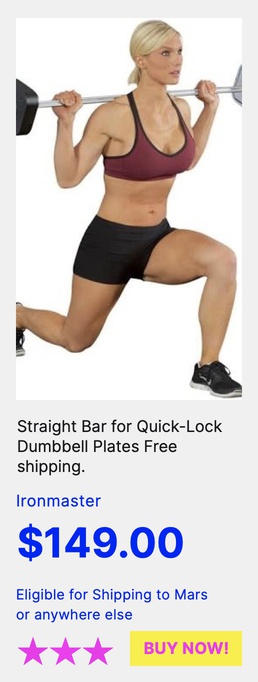 Straight Bar for Quick-Lock
Dumbbell Plates Free
shipping.
Ironmaster
$149.00
Eligible for Shipping to Mars
or anywhere else
BUY NOW!